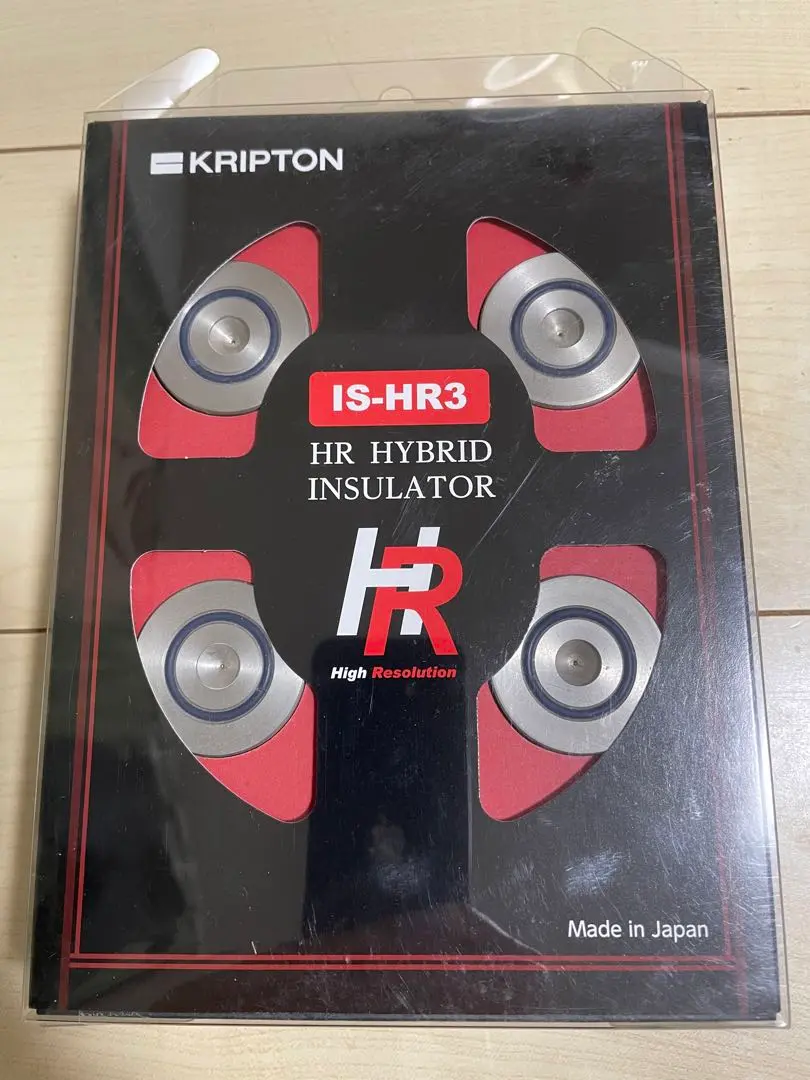 KRIPTON
IS-HR3
HR HYBRID
INSULATOR
HR
High Resolution
Made in Japan